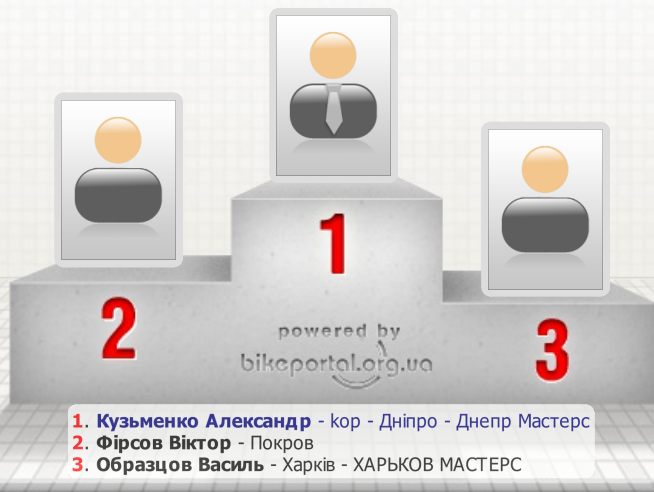 1
2
3
powered by
bikeportal.org.ua
1. Кузьменко Александр - kop - Дніпро - Днепр Мастерс
2. Фірсов Віктор - Покров
3. Образцов Василь - Харків - ХАРЬКОВ МАСТЕРС